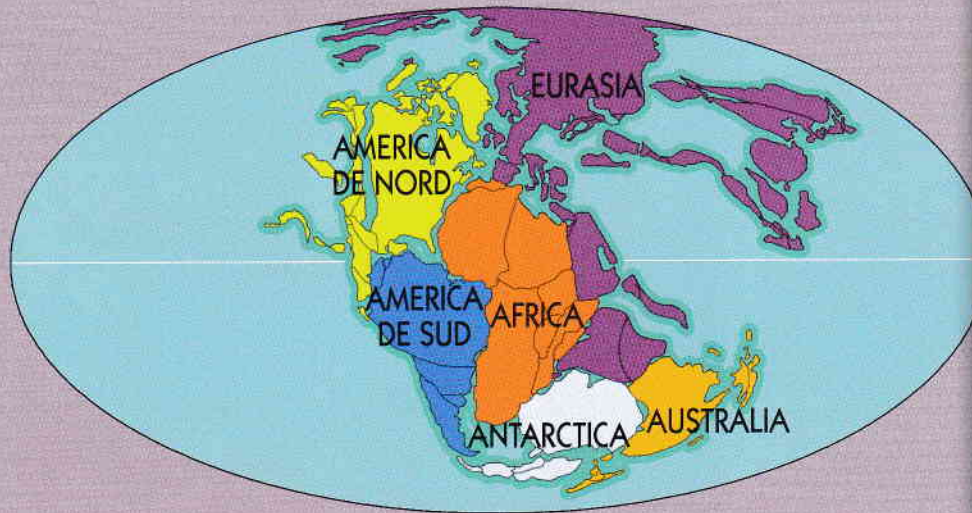 EURASIA
AMERICA
DE NORD
AMERICA
DE SUD
AFRICA
ANTARCTICA
AUSTRALIA